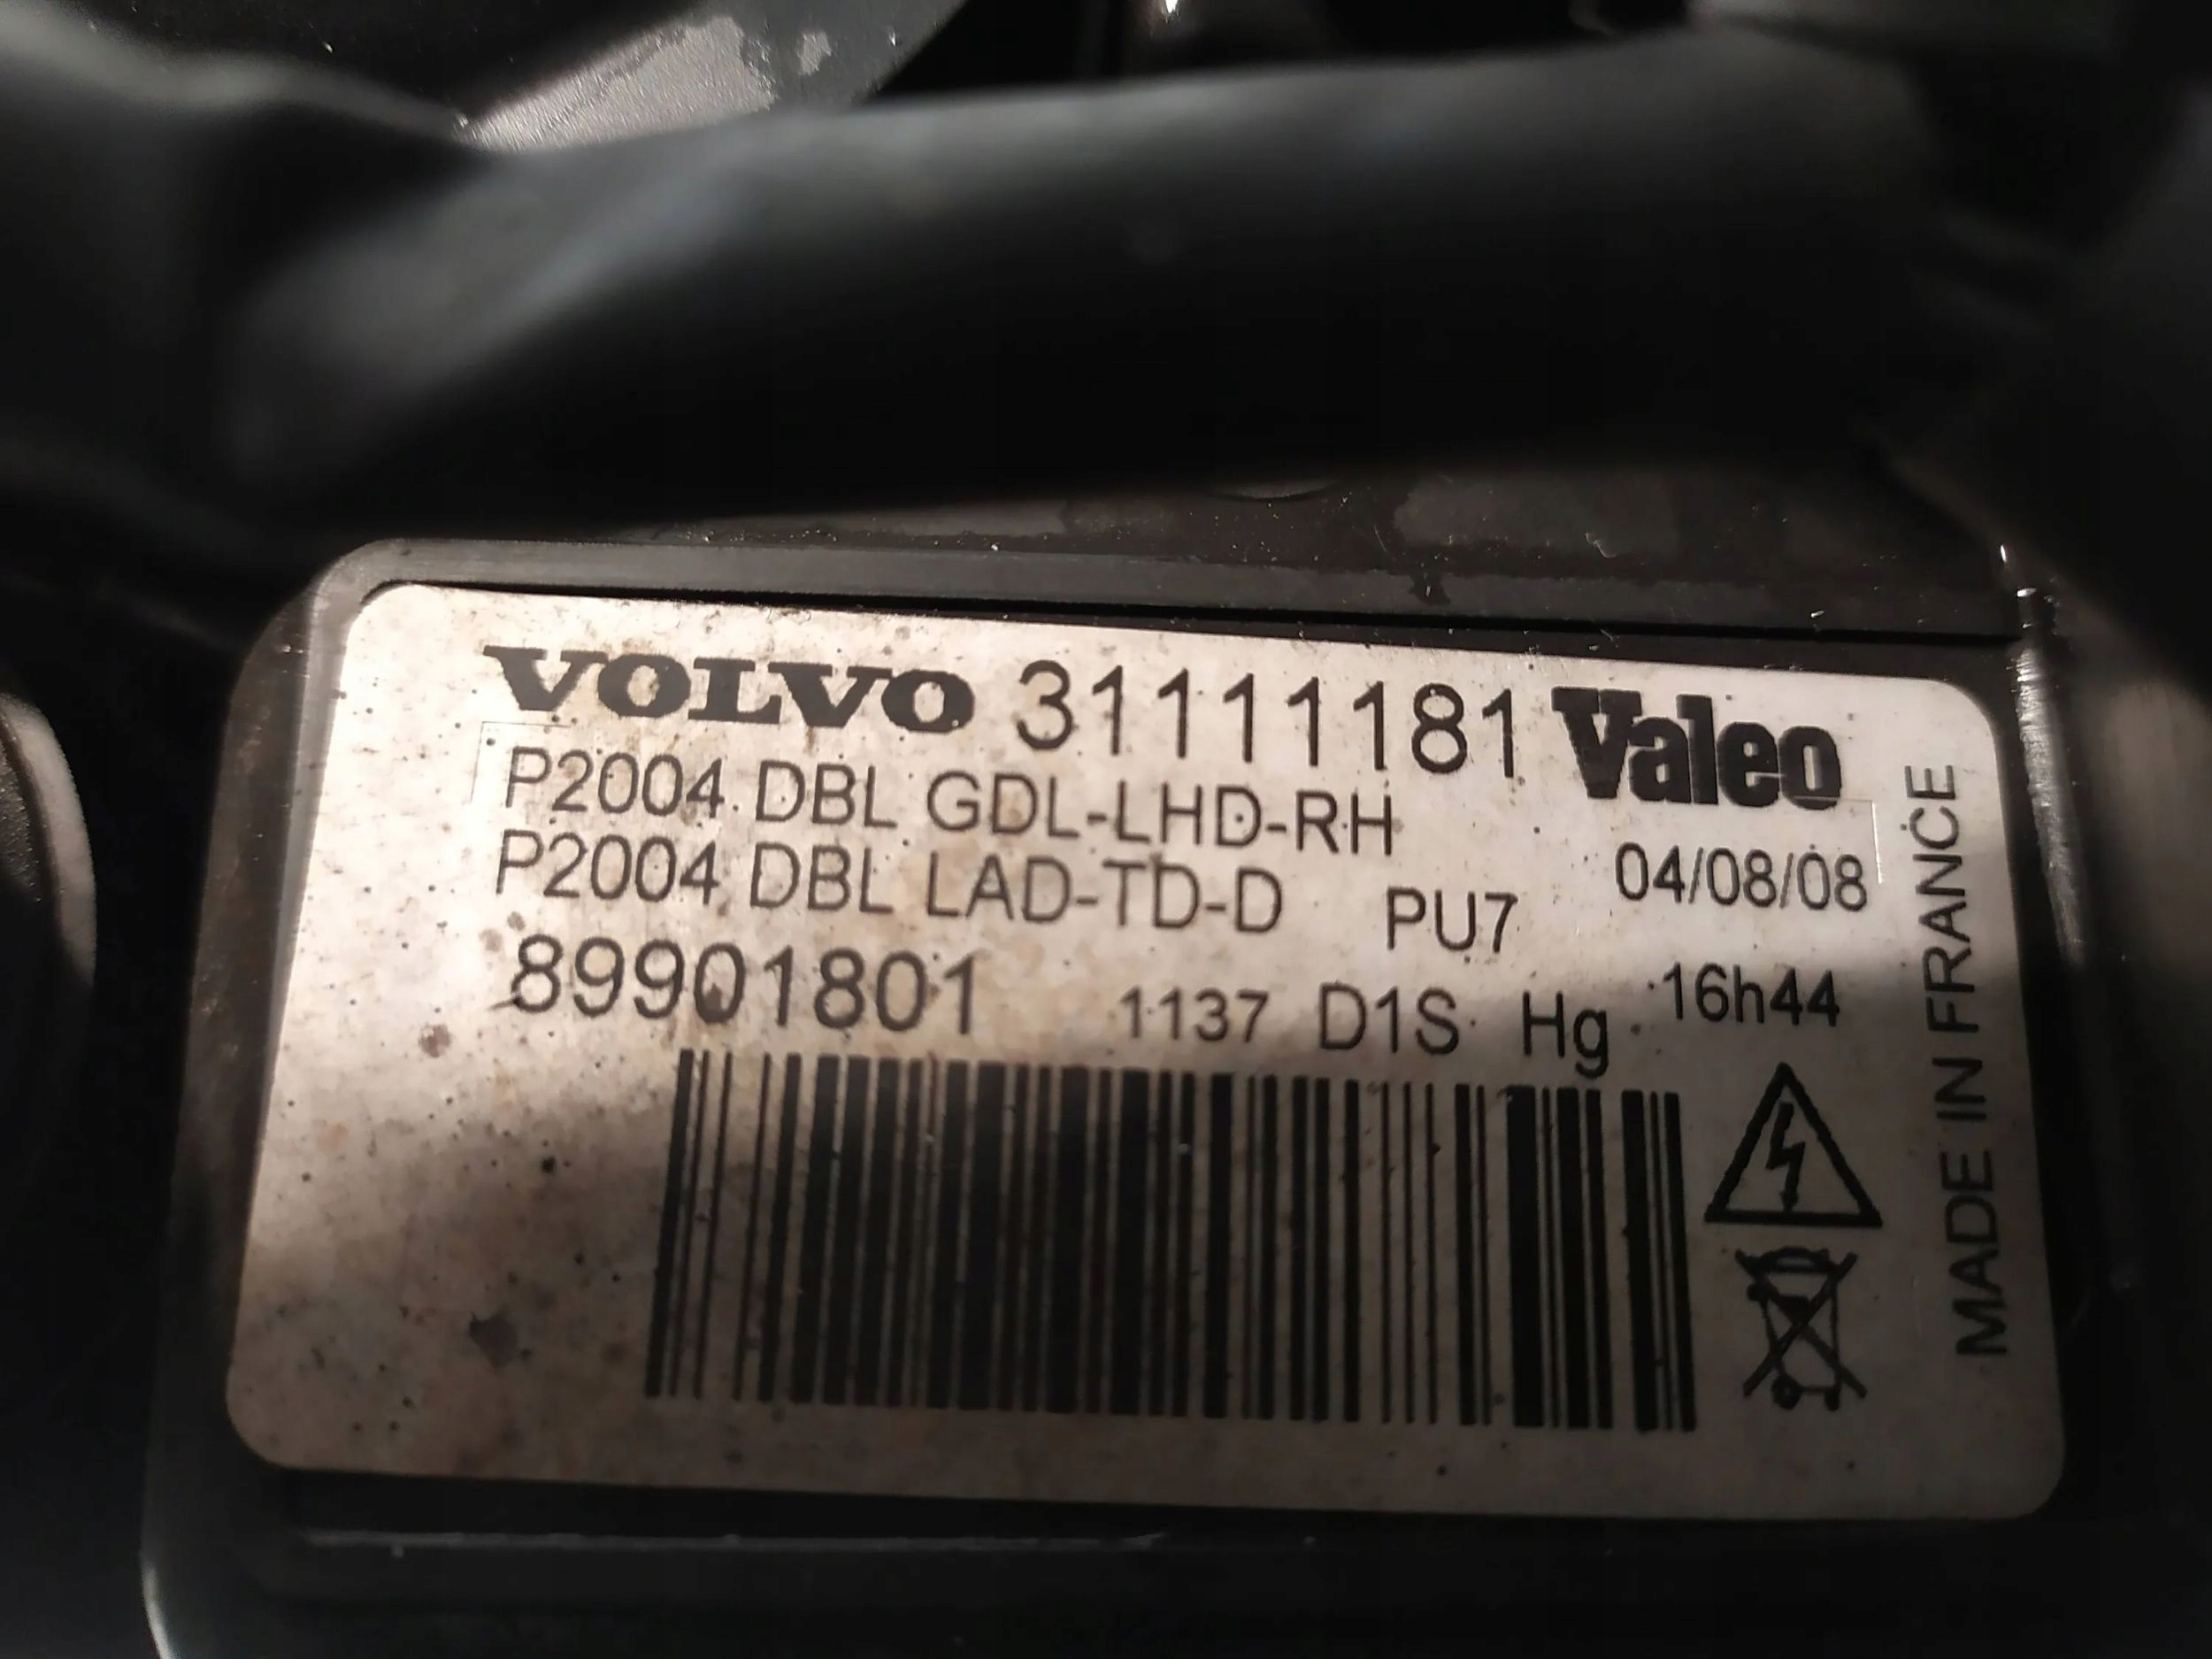 VOLVO 31111181 Valeo
P2004 DBL GDL-LHD-RH
P2004 DBL LAD-TD-D PU7 04/08/08
89901801 1137 D1S Hg 16h44
MADE IN FRANCE